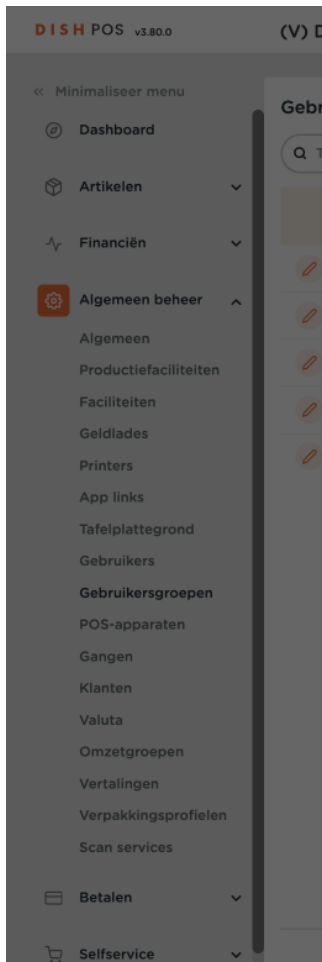 DISH POS v3.80.0
(V) D
Minimaliseer menu
Gebr
Dashboard
Artikelen
Financiën
Algemeen beheer
Algemeen
Productiefaciliteiten
Faciliteiten
Geldlades
Printers
App links
Tafelplattegrond
Gebruikers
Gebruikersgroepen
POS-apparaten
Gangen
Klanten
Valuta
Omzetgroepen
Vertalingen
Verpakkingsprofielen
Scan services
Betalen
Selfservice